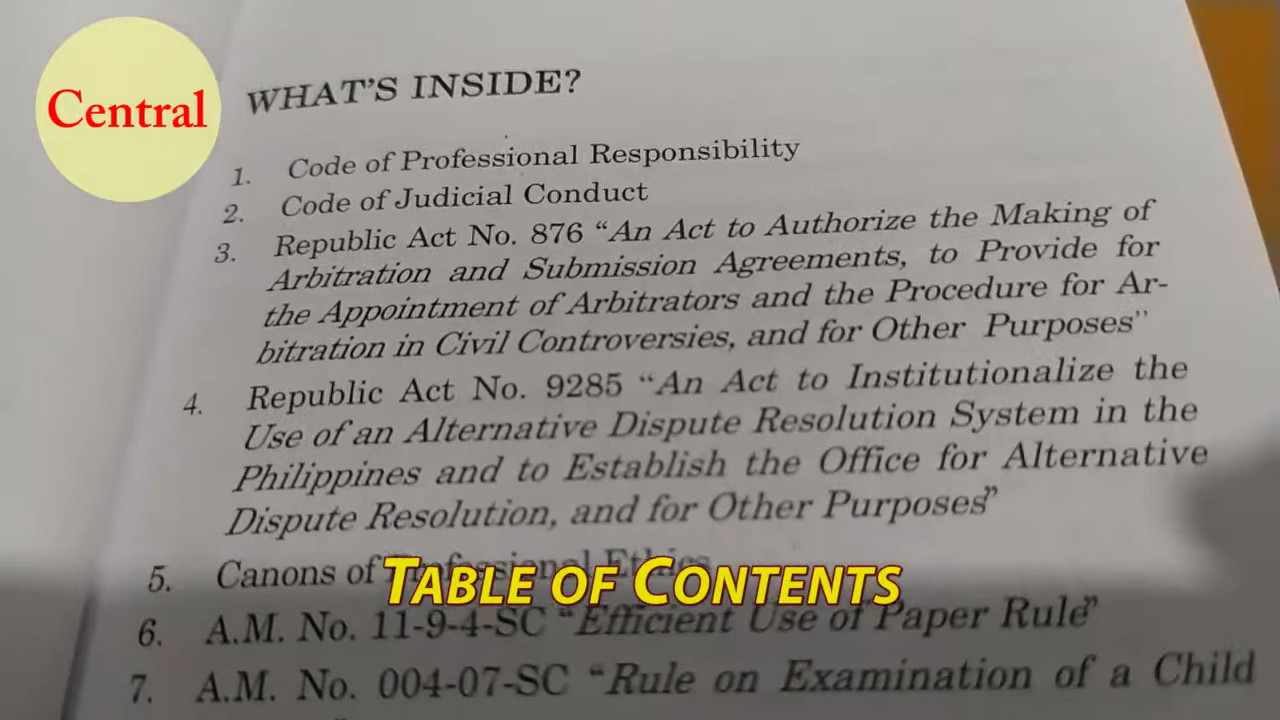 Central
WHAT'S INSIDE?
1. Code of Professional Responsibility
2. Code of Judicial Conduct
3. Republic Act No. 876 “An Act to Authorize the Making of
Arbitration and Submission Agreements, to Provide for
the Appointment of Arbitrators and the Procedure for Ar-
bitration in Civil Controversies, and for Other Purposes”
4. Republic Act No. 9285 “An Act to Institutionalize the
Use of an Alternative Dispute Resolution System in the
Philippines and to Establish the Office for Alternative
Dispute Resolution, and for Other Purposes”
5. Canons of Professional Ethics
TABLE OF CONTENTS
6. A.M. No. 11-9-4-SC “Efficient Use of Paper Rule”
7. A.M. No. 004-07-SC “Rule on Examination of a Child